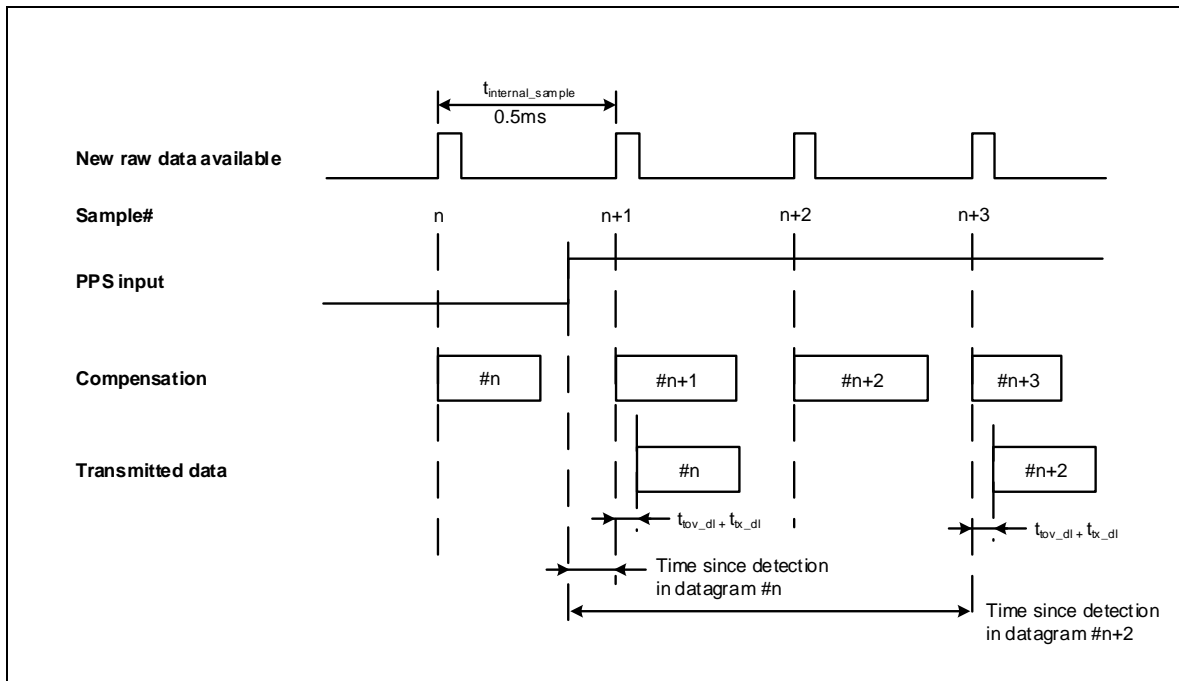 t_internal_sample
0.5ms
New raw data available
Sample#
n
n+1
n+2
n+3
PPS input
Compensation
#n
#n+1
#n+2
#n+3
Transmitted data
#n
#n+2
t_tov_dl + t_tx_dl
t_tov_dl + t_tx_dl
Time since detection
in datagram #n
Time since detection
in datagram #n+2